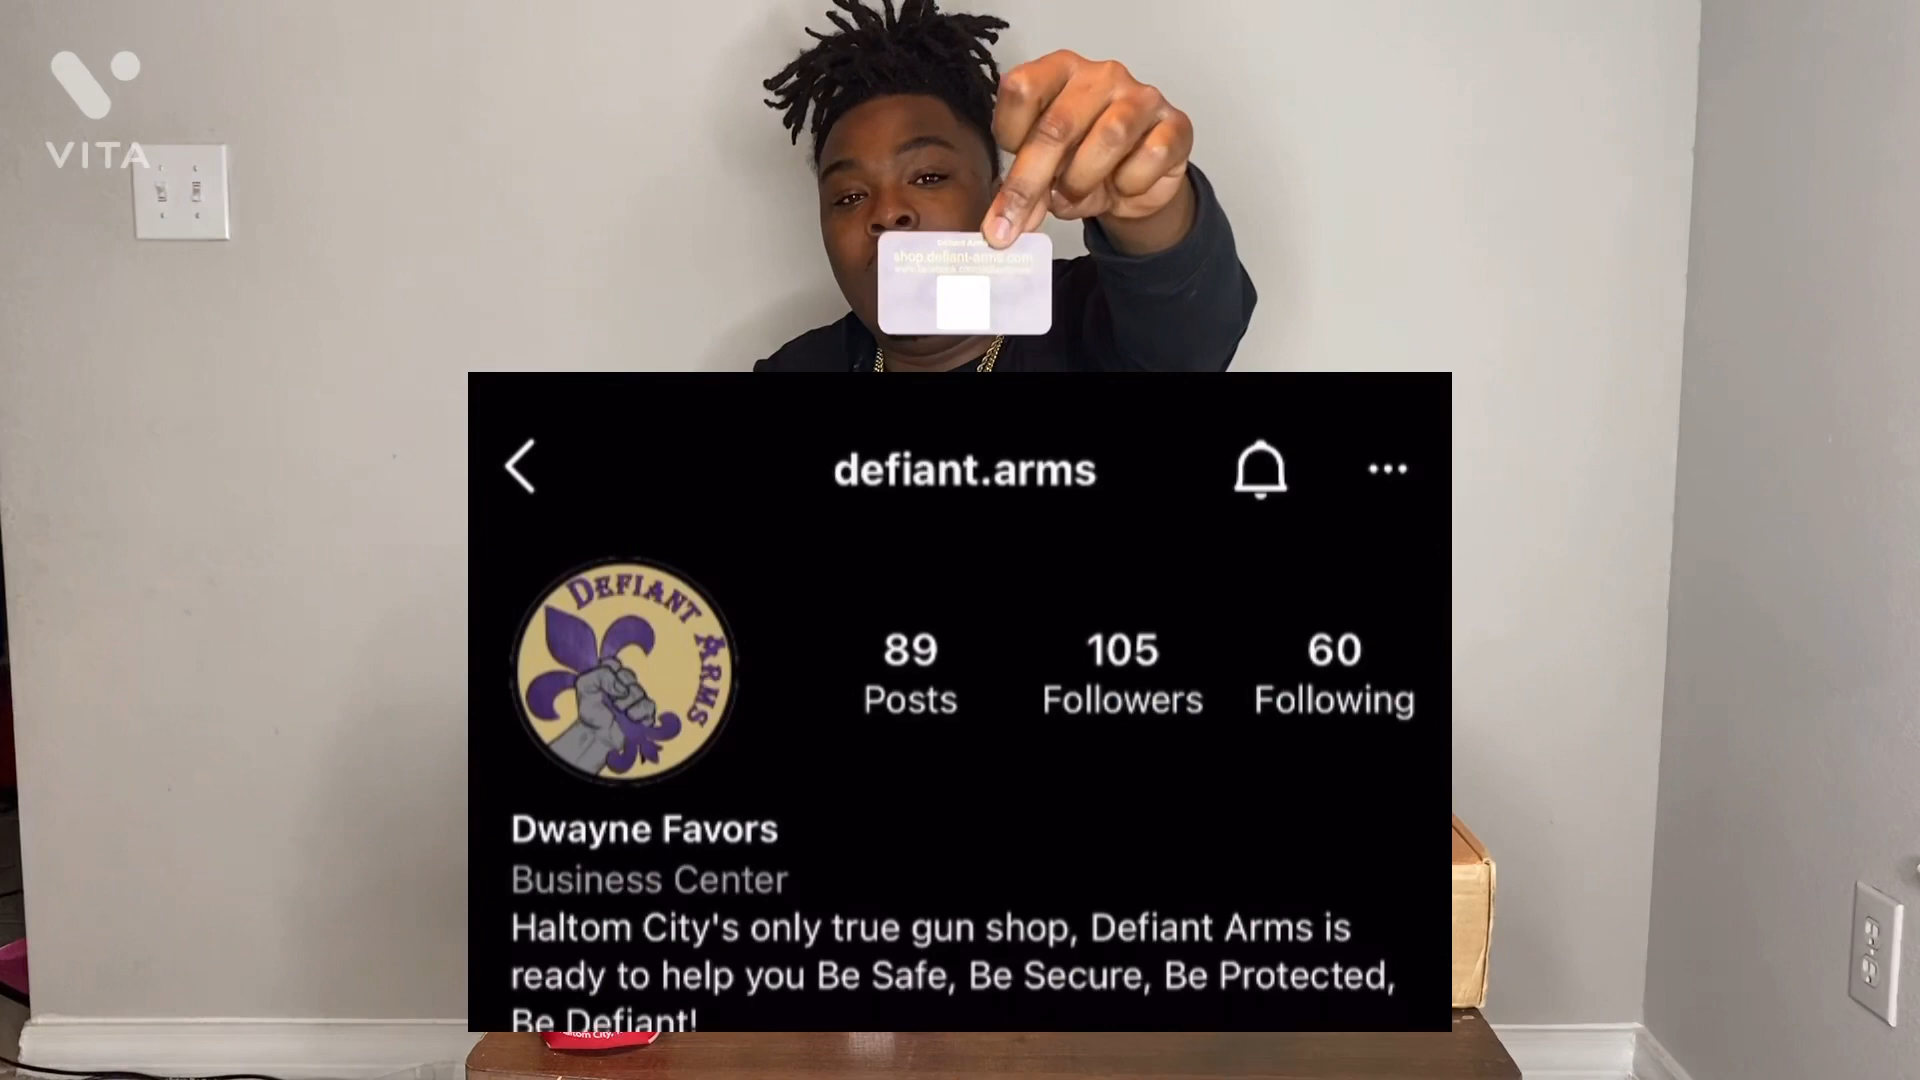 VITA
Defiant Arms
shop.defiant-arms.com
defiant.arms
DEFIANT ARMS
89
Posts
105
Followers
60
Following
Dwayne Favors
Business Center
Haltom City's only true gun shop, Defiant Arms is
ready to help you Be Safe, Be Secure, Be Protected,
Be Defiant!